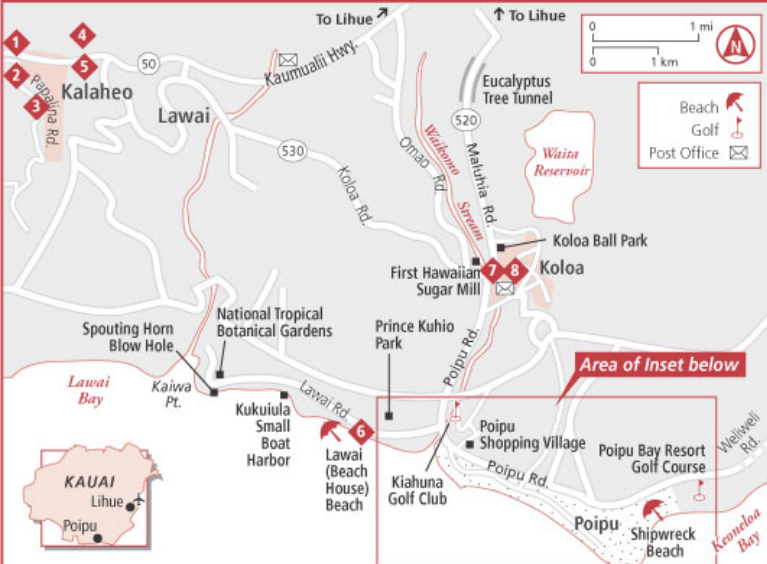 To Lihue
To Lihue
0
1 mi
0
1 km
N
Beach
Golf
Post Office
1
4
2
5
3
Papalina Rd.
Kalaheo
50
Kaumualii Hwy.
Lawai
530
Koloa Rd.
Omao Rd.
Waikomo
Stream
Eucalyptus
Tree Tunnel
520
Maluhia Rd.
Waita
Reservoir
Koloa Ball Park
First Hawaiian
Sugar Mill
7
8
Koloa
National Tropical
Botanical Gardens
Spouting Horn
Blow Hole
Prince Kuhio
Park
Poipu Rd.
Area of Inset below
Lawai
Bay
Kaiwa
Pt.
Lawai Rd.
Kukuiula
Small
Boat
Harbor
6
Lawai
(Beach
House)
Beach
Kiahuna
Golf Club
Poipu
Shopping Village
Poipu Rd.
Poipu Bay Resort
Golf Course
Weliweli
Rd.
Poipu
Shipwreck
Beach
Keoneloa
Bay
KAUAI
Lihue
Poipu